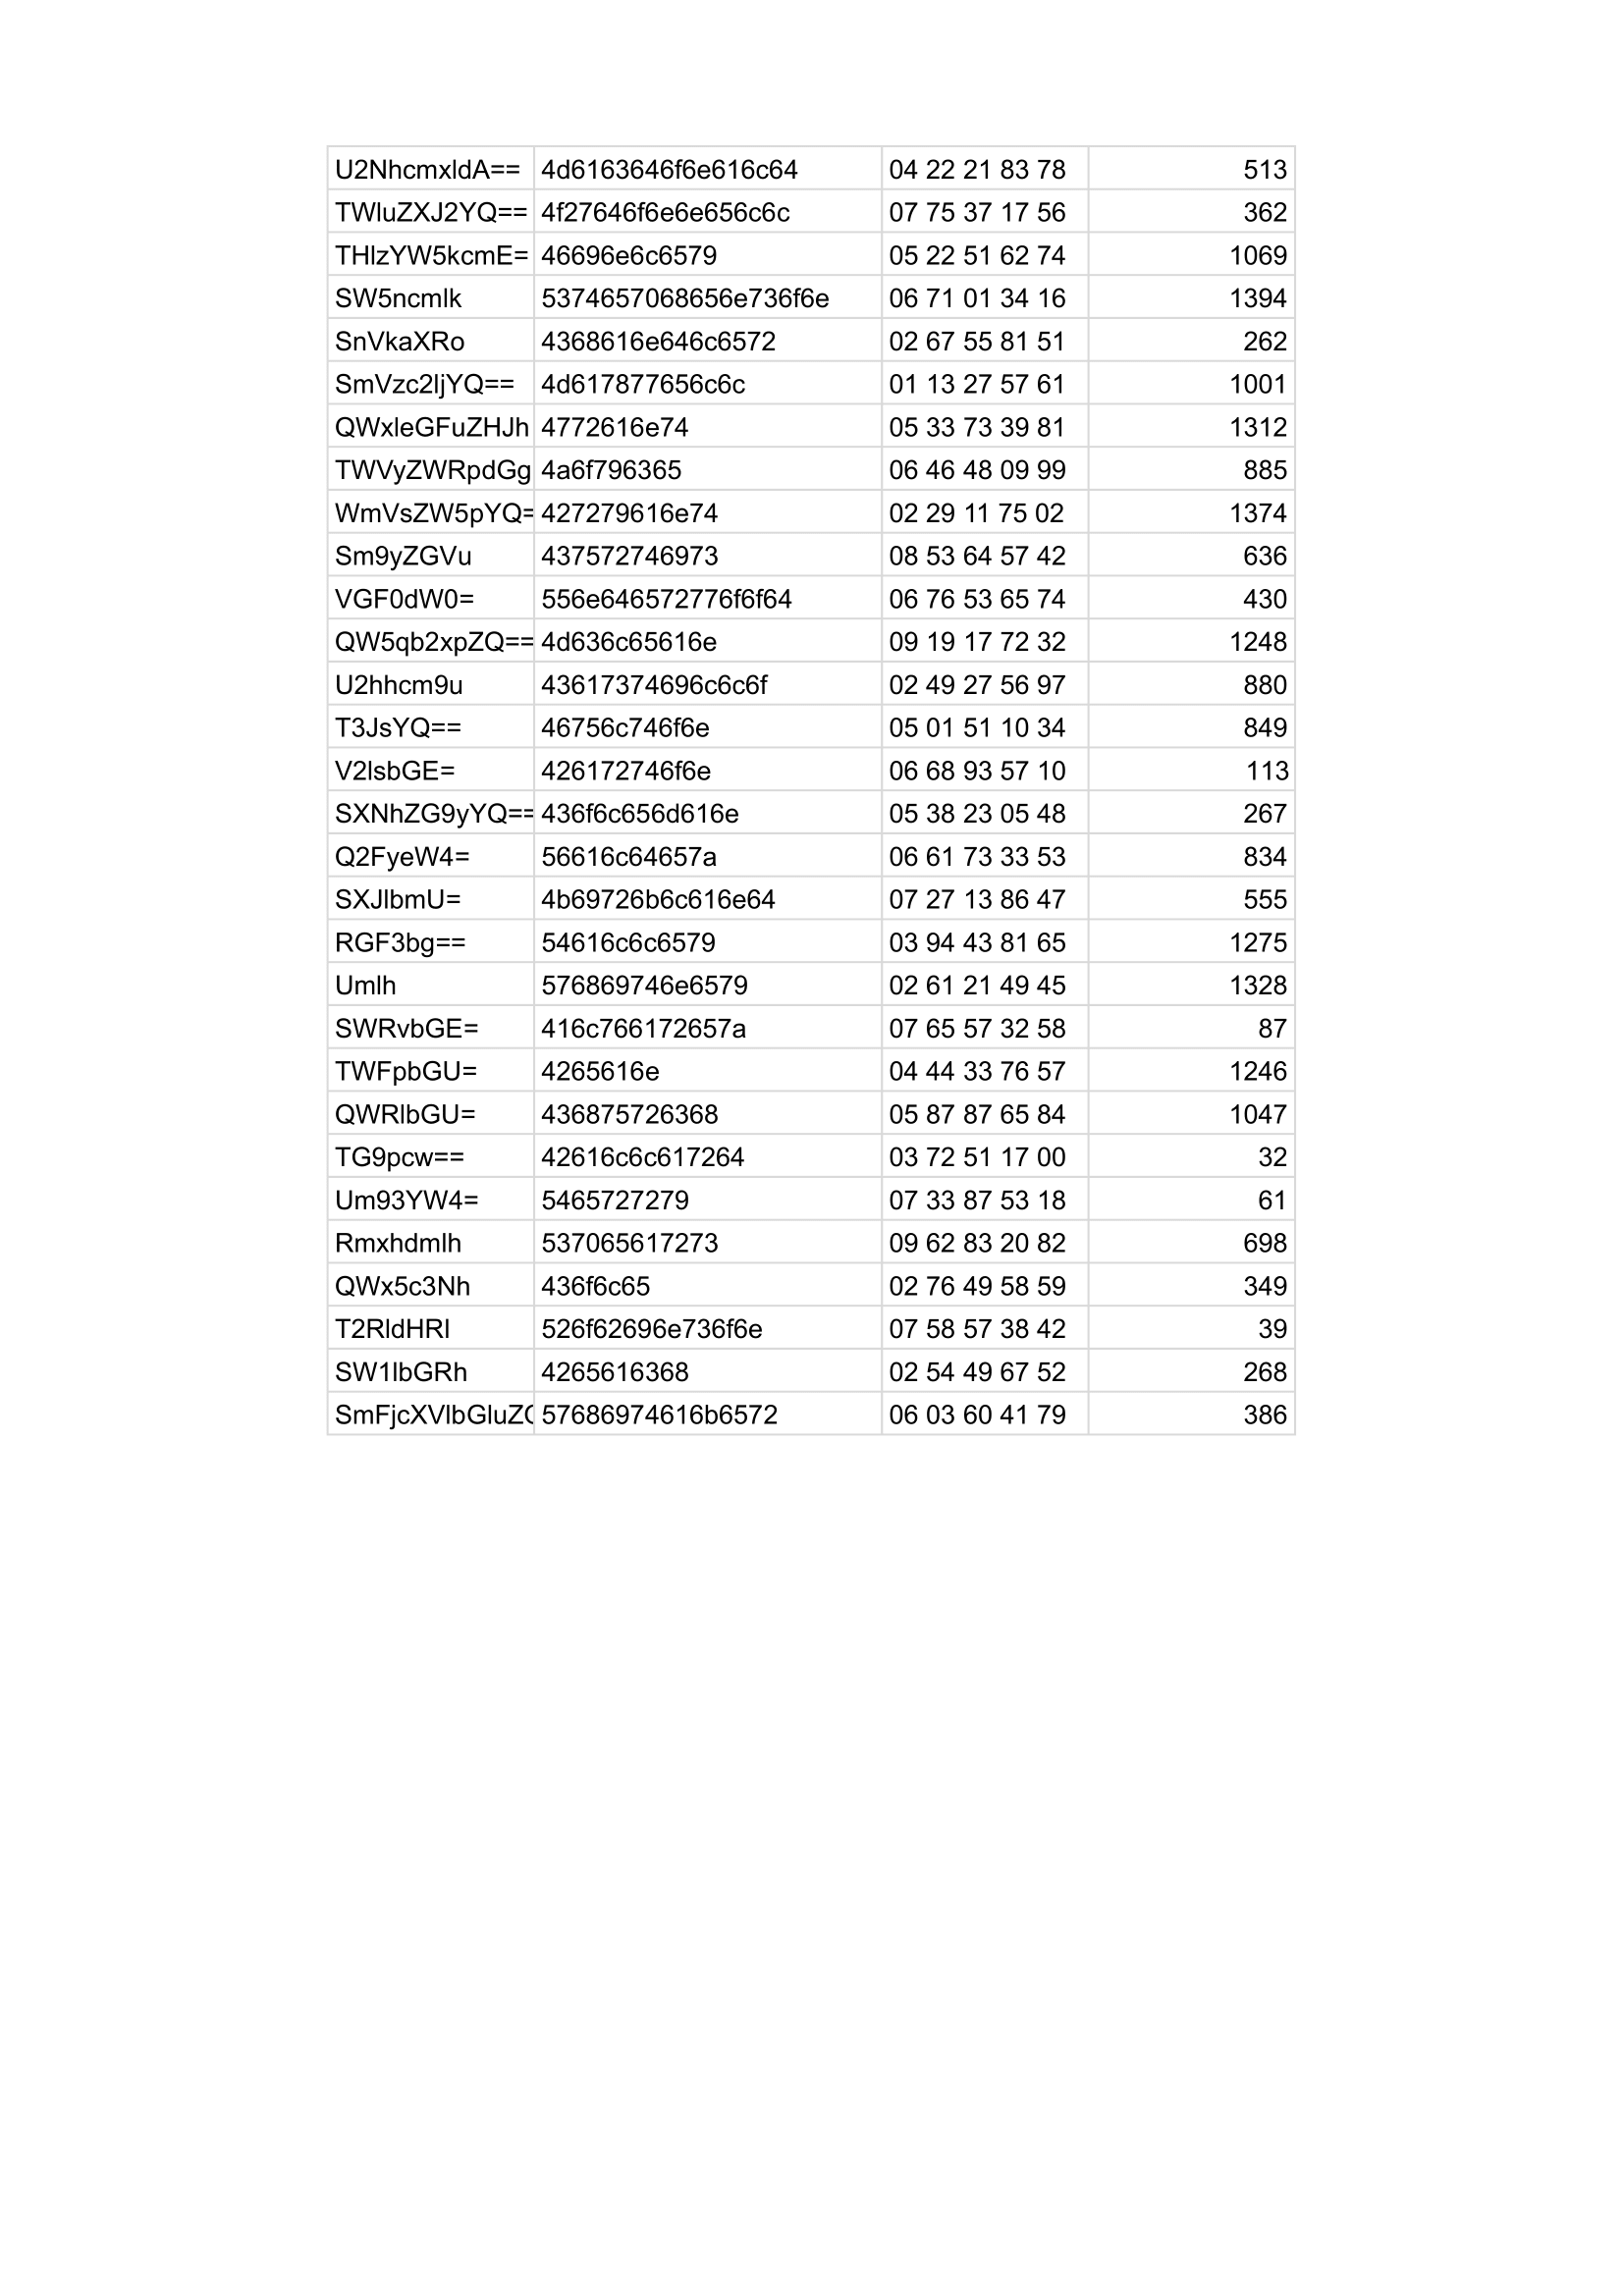 U2NhcmxldA== 4d6163646f6e616c64 04 22 21 83 78 513
TWluZXJ2YQ== 4f27646f6e6e656c6c 07 75 37 17 56 362
THlzYW5kcmE= 46696e6c6579 05 22 51 62 74 1069
SW5ncmlk 5374657068656e736f6e 06 71 01 34 16 1394
SnVkaXRo 4368616e646c6572 02 67 55 81 51 262
SmVzc2ljYQ== 4d617877656c6c 01 13 27 57 61 1001
QWxleGFuZHJh 4772616e74 05 33 73 39 81 1312
TWVyZWRpdGg 4a6f796365 06 46 48 09 99 885
WmVsZW5pYQ= 427279616e74 02 29 11 75 02 1374
Sm9yZGVu 437572746973 08 53 64 57 42 636
VGF0dW0= 556e646572776f6f64 06 76 53 65 74 430
QW5qb2xpZQ== 4d636c65616e 09 19 17 72 32 1248
U2hhcm9u 43617374696c6c6f 02 49 27 56 97 880
T3JsYQ== 46756c746f6e 05 01 51 10 34 849
V2lsbGE= 426172746f6e 06 68 93 57 10 113
SXNhZG9yYQ== 436f6c656d616e 05 38 23 05 48 267
Q2FyeW4= 56616c64657a 06 61 73 33 53 834
SXJlbmU= 4b69726b6c616e64 07 27 13 86 47 555
RGF3bg== 54616c6c6579 03 94 43 81 65 1275
Umlh 576869746e6579 02 61 21 49 45 1328
SWRvbGE= 416c766172657a 07 65 57 32 58 87
TWFpbGU= 4265616e 04 44 33 76 57 1246
QWRlbGU= 436875726368 05 87 87 65 84 1047
TG9pcw== 42616c6c617264 03 72 51 17 00 32
Um93YW4= 5465727279 07 33 87 53 18 61
Rmxhdmlh 537065617273 09 62 83 20 82 698
QWx5c3Nh 436f6c65 02 76 49 58 59 349
T2RldHRl 526f62696e736f6e 07 58 57 38 42 39
SW1lbGRh 4265616368 02 54 49 67 52 268
SmFjcXVlbGluZ 57686974616b6572 06 03 60 41 79 386